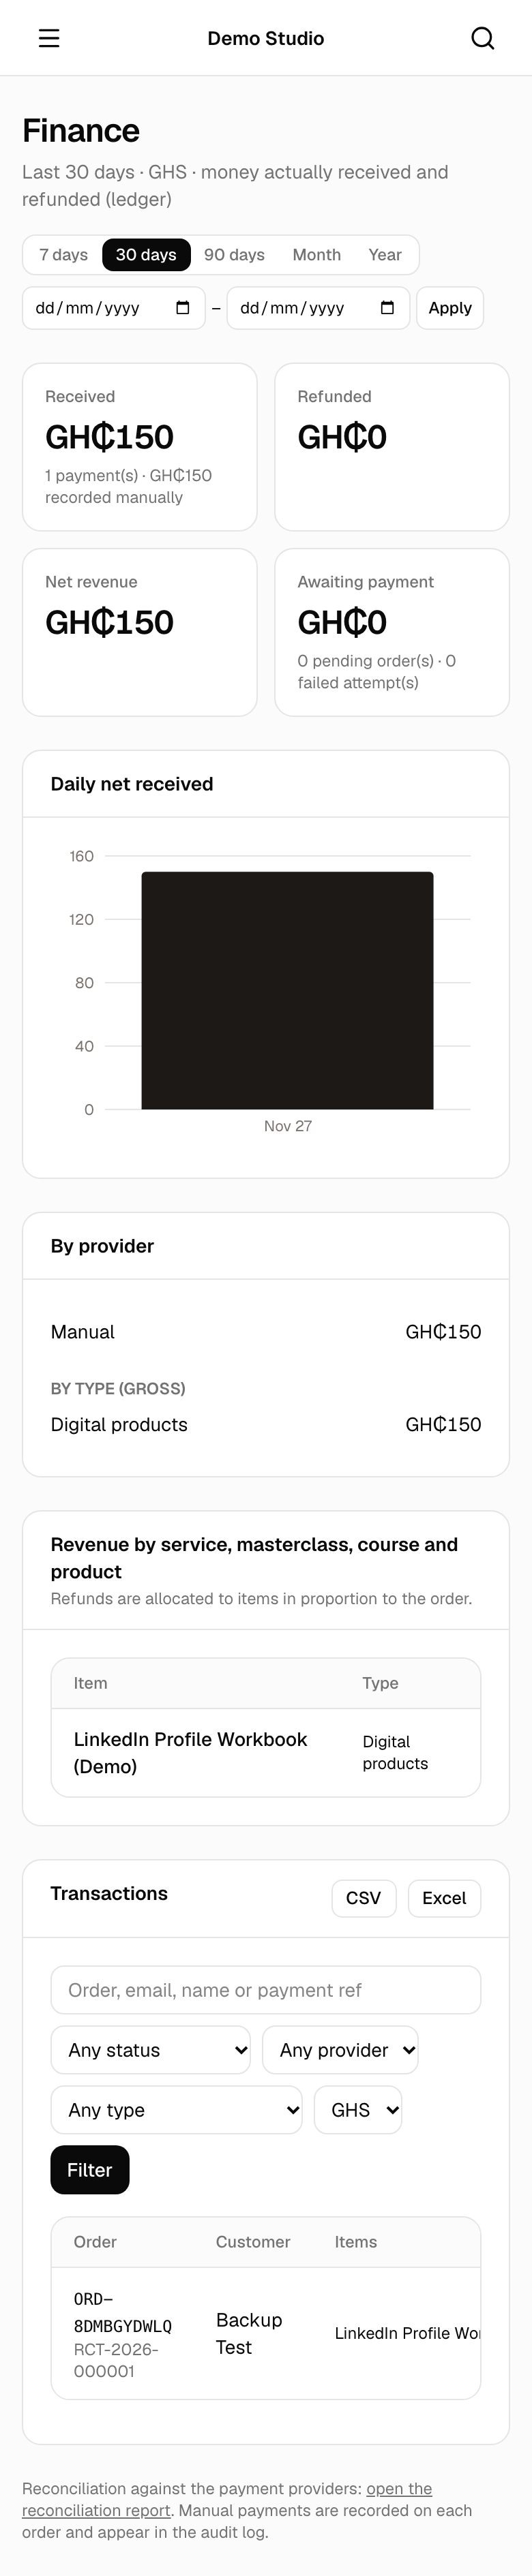 Demo Studio
Finance
Last 30 days · GHS · money actually received and
refunded (ledger)
7 days 30 days 90 days Month Year
dd/mm/yyyy – dd/mm/yyyy Apply
Received
GH₵150
1 payment(s) · GH₵150
recorded manually
Refunded
GH₵0
Net revenue
GH₵150
Awaiting payment
GH₵0
0 pending order(s) · 0
failed attempt(s)
Daily net received
160
120
80
40
0
Nov 27
By provider
Manual GH₵150
BY TYPE (GROSS)
Digital products GH₵150
Revenue by service, masterclass, course and
product
Refunds are allocated to items in proportion to the order.
Item Type
LinkedIn Profile Workbook
(Demo)
Digital
products
Transactions CSV Excel
Order, email, name or payment ref
Any status Any provider
Any type GHS
Filter
Order Customer Items
ORD-
8DMBGYDWLQ
RCT-2026-
000001
Backup
Test
LinkedIn Profile
Reconciliation against the payment providers: open the
reconciliation report. Manual payments are recorded on each
order and appear in the audit log.